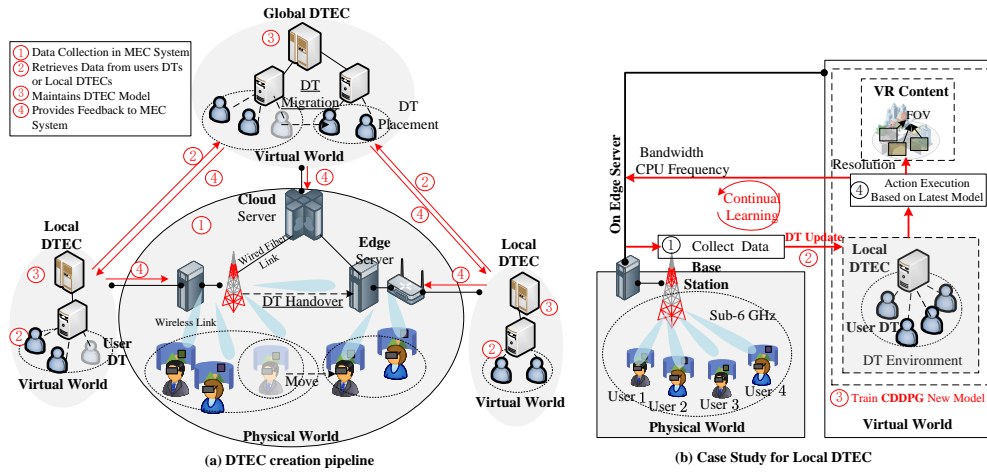 Global DTEC
③
① Data Collection in MEC System
② Retrieves Data from users DTs
or Local DTECs
③ Maintains DTEC Model
④ Provides Feedback to MEC
System
DT
Migration
DT
Placement
Virtual World
②
④
④
②
④
①
Cloud
Server
Local
DTEC
③
④
Wired Fiber
Link
Edge
Server
Local
DTEC
④
③
DT Handover
Wireless Link
②
User
DT
Virtual World
②
Virtual World
Move
Physical World
(a) DTEC creation pipeline
On Edge Server
VR Content
FOV
Bandwidth
CPU Frequency
Resolution
④ Action Execution
Based on Latest Model
Continual
Learning
① Collect Data
DT Update
②
Local
DTEC
Base
Station
Sub-6 GHz
User DT
DT Environment
User 1
User 2
User 3
User 4
③ Train CDDPG New Model
Physical World
Virtual World
(b) Case Study for Local DTEC